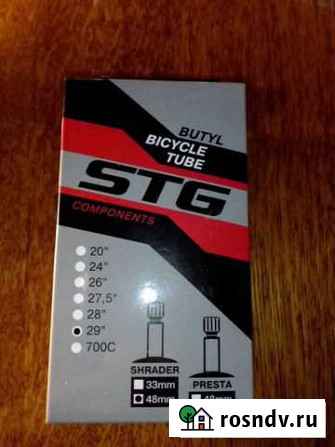 BUTYL
BICYCLE
TUBE
STG
COMPONENTS
20"
24"
26"
27,5"
28"
29"
700C
SHRADER
33mm
48mm
PRESTA
48mm
rosndv.ru